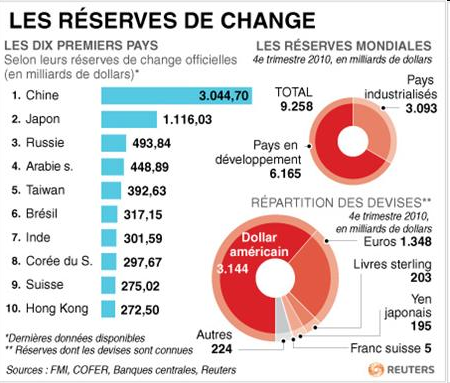 LES RÉSERVES DE CHANGE
LES DIX PREMIERS PAYS
Selon leurs réserves de change officielles
(en milliards de dollars)*
1. Chine 3.044,70
2. Japon 1.116,03
3. Russie 493,84
4. Arabie s. 448,89
5. Taiwan 392,63
6. Brésil 317,15
7. Inde 301,59
8. Corée du S. 297,67
9. Suisse 275,02
10. Hong Kong 272,50
LES RÉSERVES MONDIALES
4e trimestre 2010, en milliards de dollars
TOTAL
9.258
Pays
industrialisés
3.093
Pays en
développement
6.165
RÉPARTITION DES DEVISES**
4e trimestre 2010,
en milliards de dollars
Dollar
américain
3.144
Euros 1.348
Livres sterling
203
Yen
japonais
195
Franc suisse 5
Autres
224
*Dernières données disponibles
** Réserves dont les devises sont connues
Sources : FMI, COFER, Banques centrales, Reuters
REUTERS